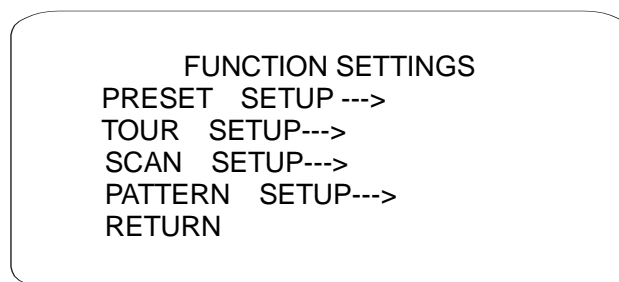 FUNCTION SETTINGS
PRESET SETUP --->
TOUR SETUP--->
SCAN SETUP--->
PATTERN SETUP--->
RETURN